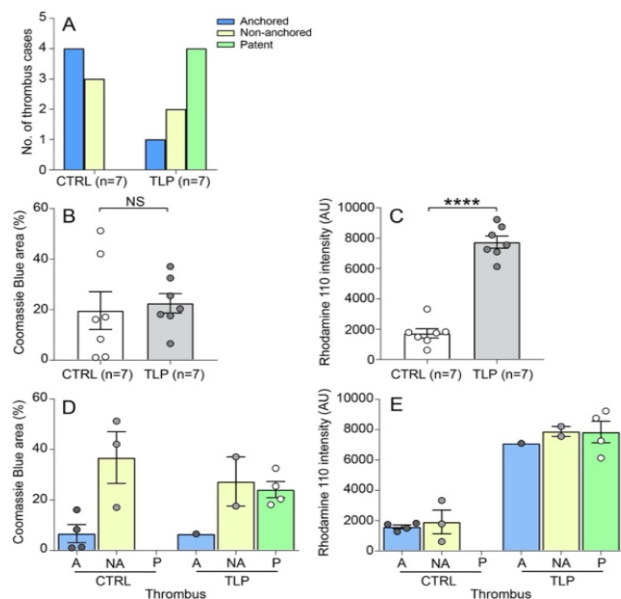 A
Anchored
Non-anchored
Patent
No. of thrombus cases
5
4
3
2
1
0
CTRL (n=7)
TLP (n=7)
B
NS
Coomassie Blue area (%)
60
40
20
0
CTRL (n=7)
TLP (n=7)
C
****
Rhodamine 110 intensity (AU)
10000
8000
6000
4000
2000
0
CTRL (n=7)
TLP (n=7)
D
Coomassie Blue area (%)
60
40
20
0
A NA P A NA P
CTRL TLP
Thrombus
E
Rhodamine 110 intensity (AU)
10000
8000
6000
4000
2000
0
A NA P A NA P
CTRL TLP
Thrombus